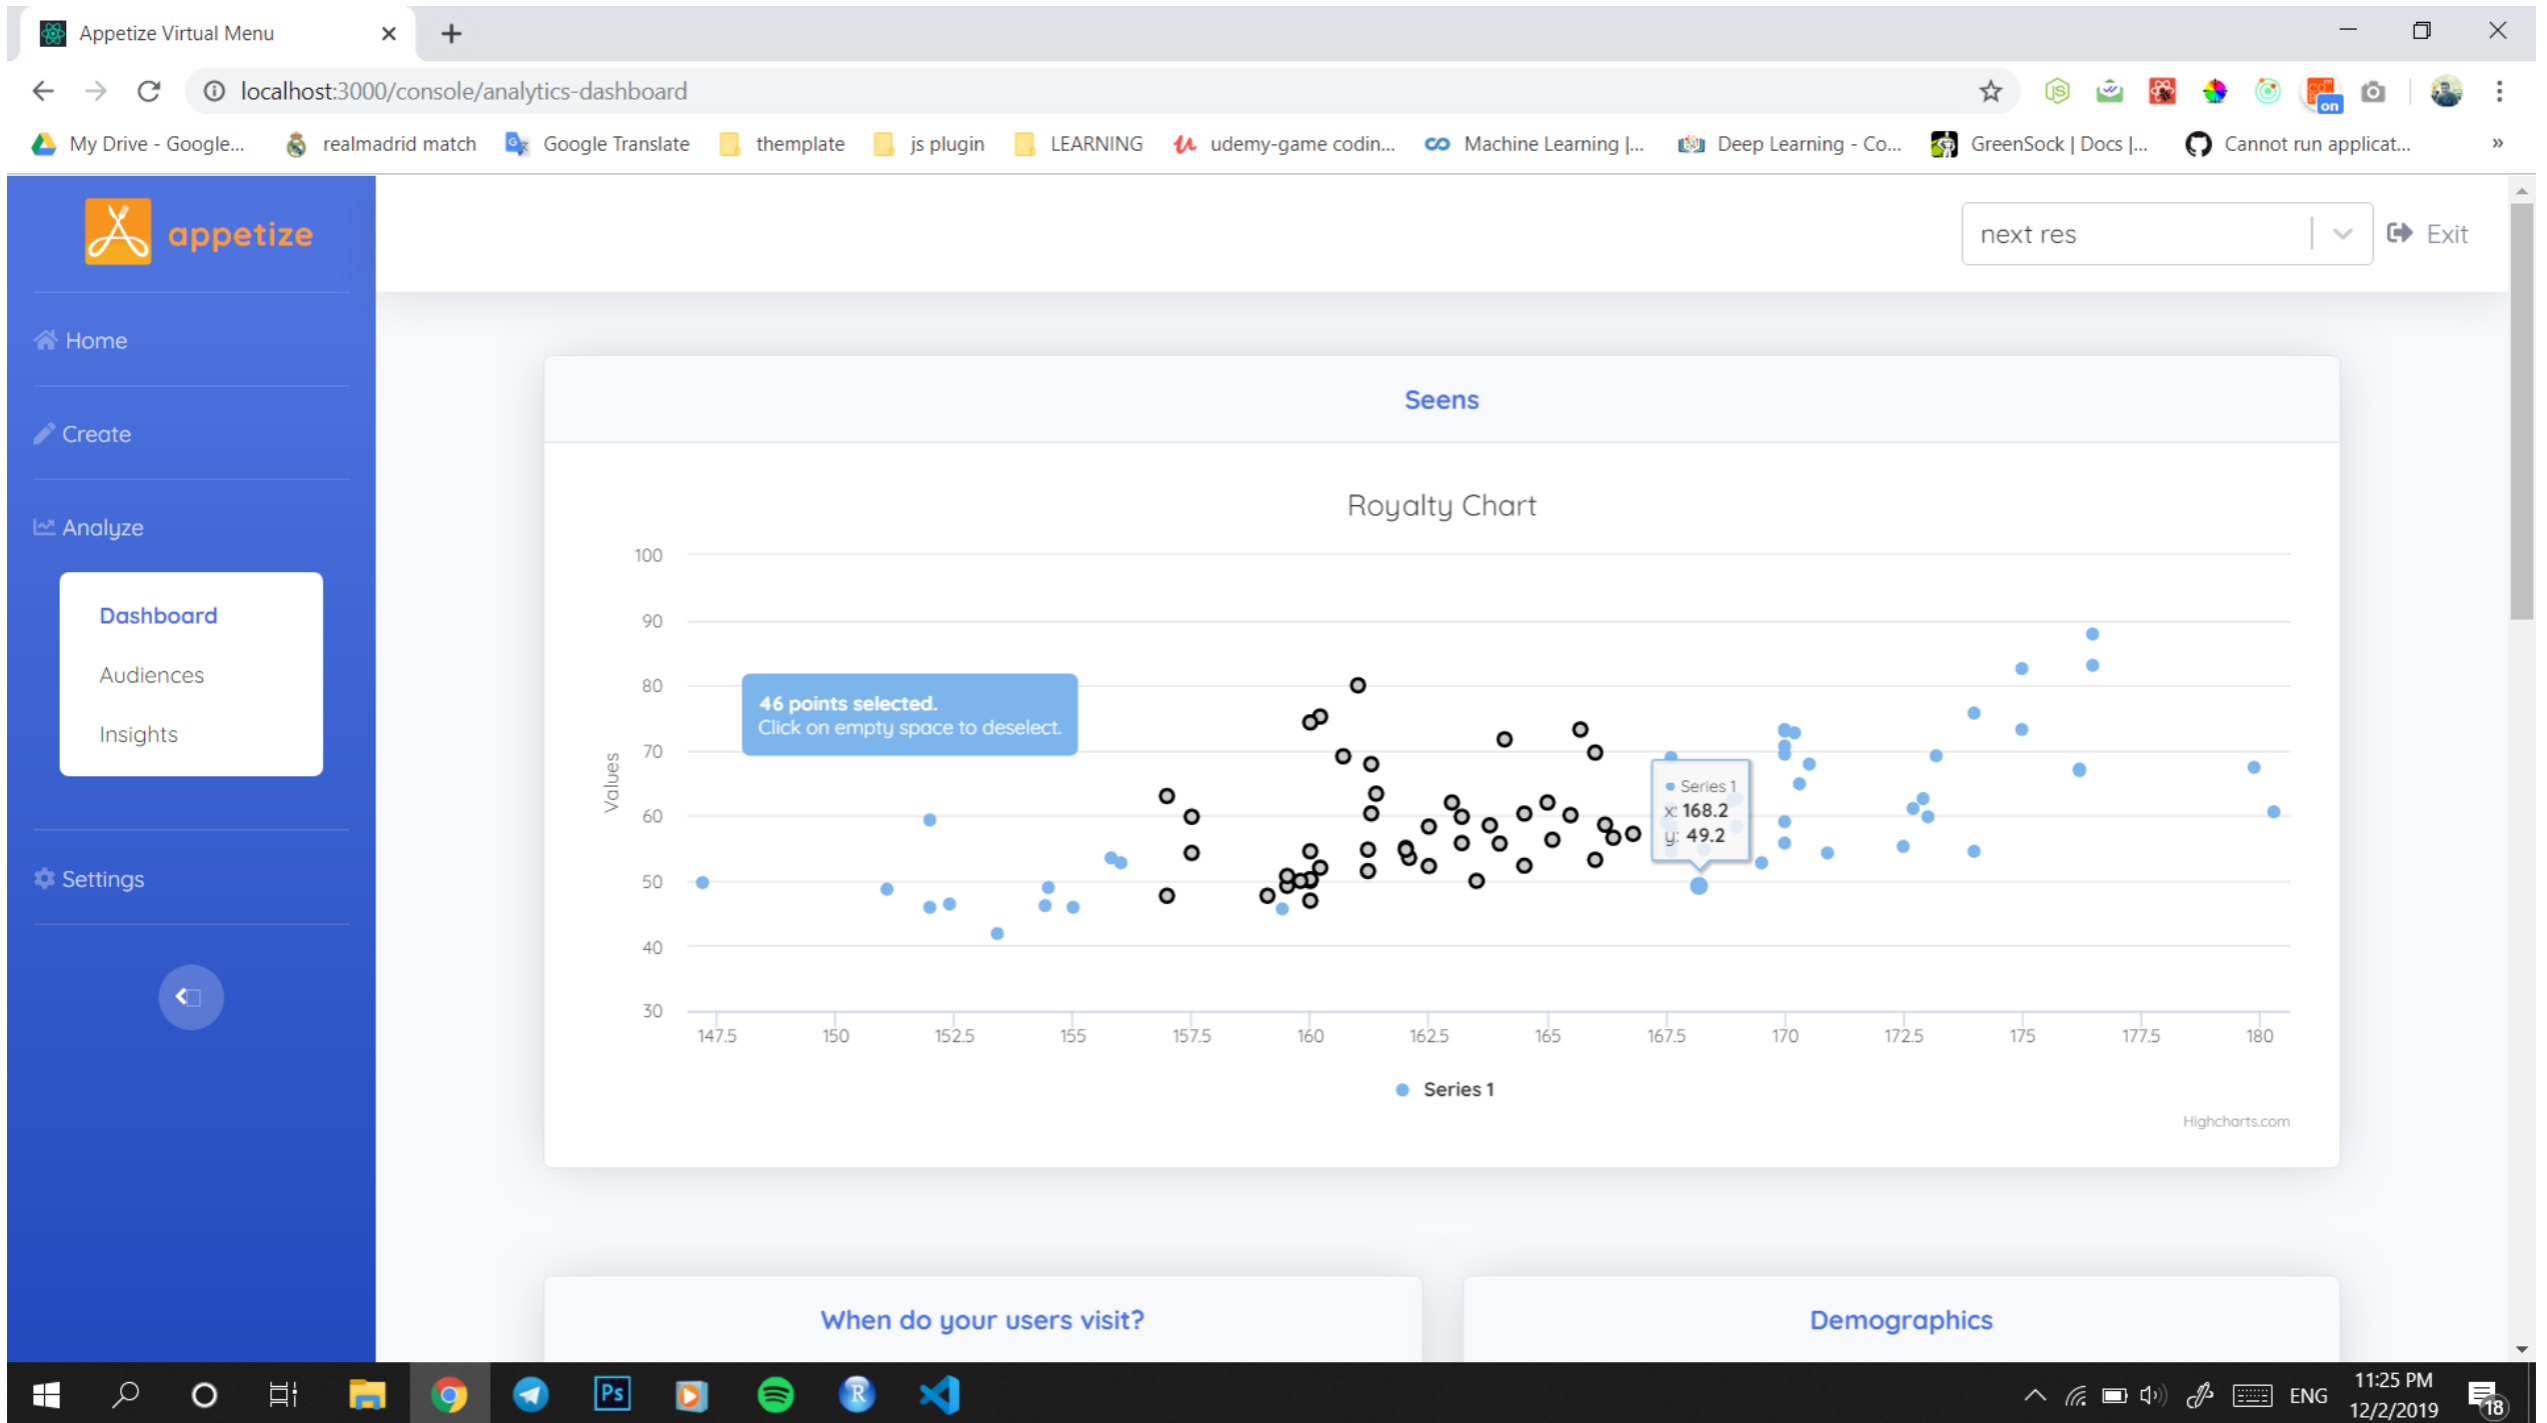 Appetize Virtual Menu
localhost:3000/console/analytics-dashboard
on
My Drive - Google...
realmadrid match
Google Translate
themplate
js plugin
LEARNING
udemy-game codin...
Machine Learning |...
Deep Learning - Co...
GreenSock | Docs |...
Cannot run applicat...
»
appetize
next res
Exit
Home
Create
Analyze
Dashboard
Audiences
Insights
Settings
Seens
Royalty Chart
Values
100
90
80
70
60
50
40
30
46 points selected.
Click on empty space to deselect.
Series 1
x: 168.2
y: 49.2
147.5 150 152.5 155 157.5 160 162.5 165 167.5 170 172.5 175 177.5 180
Series 1
Highcharts.com
When do your users visit?
Demographics
Ps
R
ENG
11:25 PM
12/2/2019
18